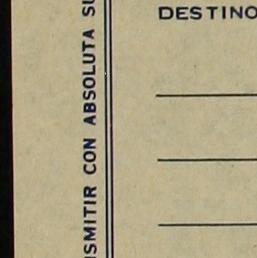 DESTINO
SMITIR CON ABSOLUTA SU